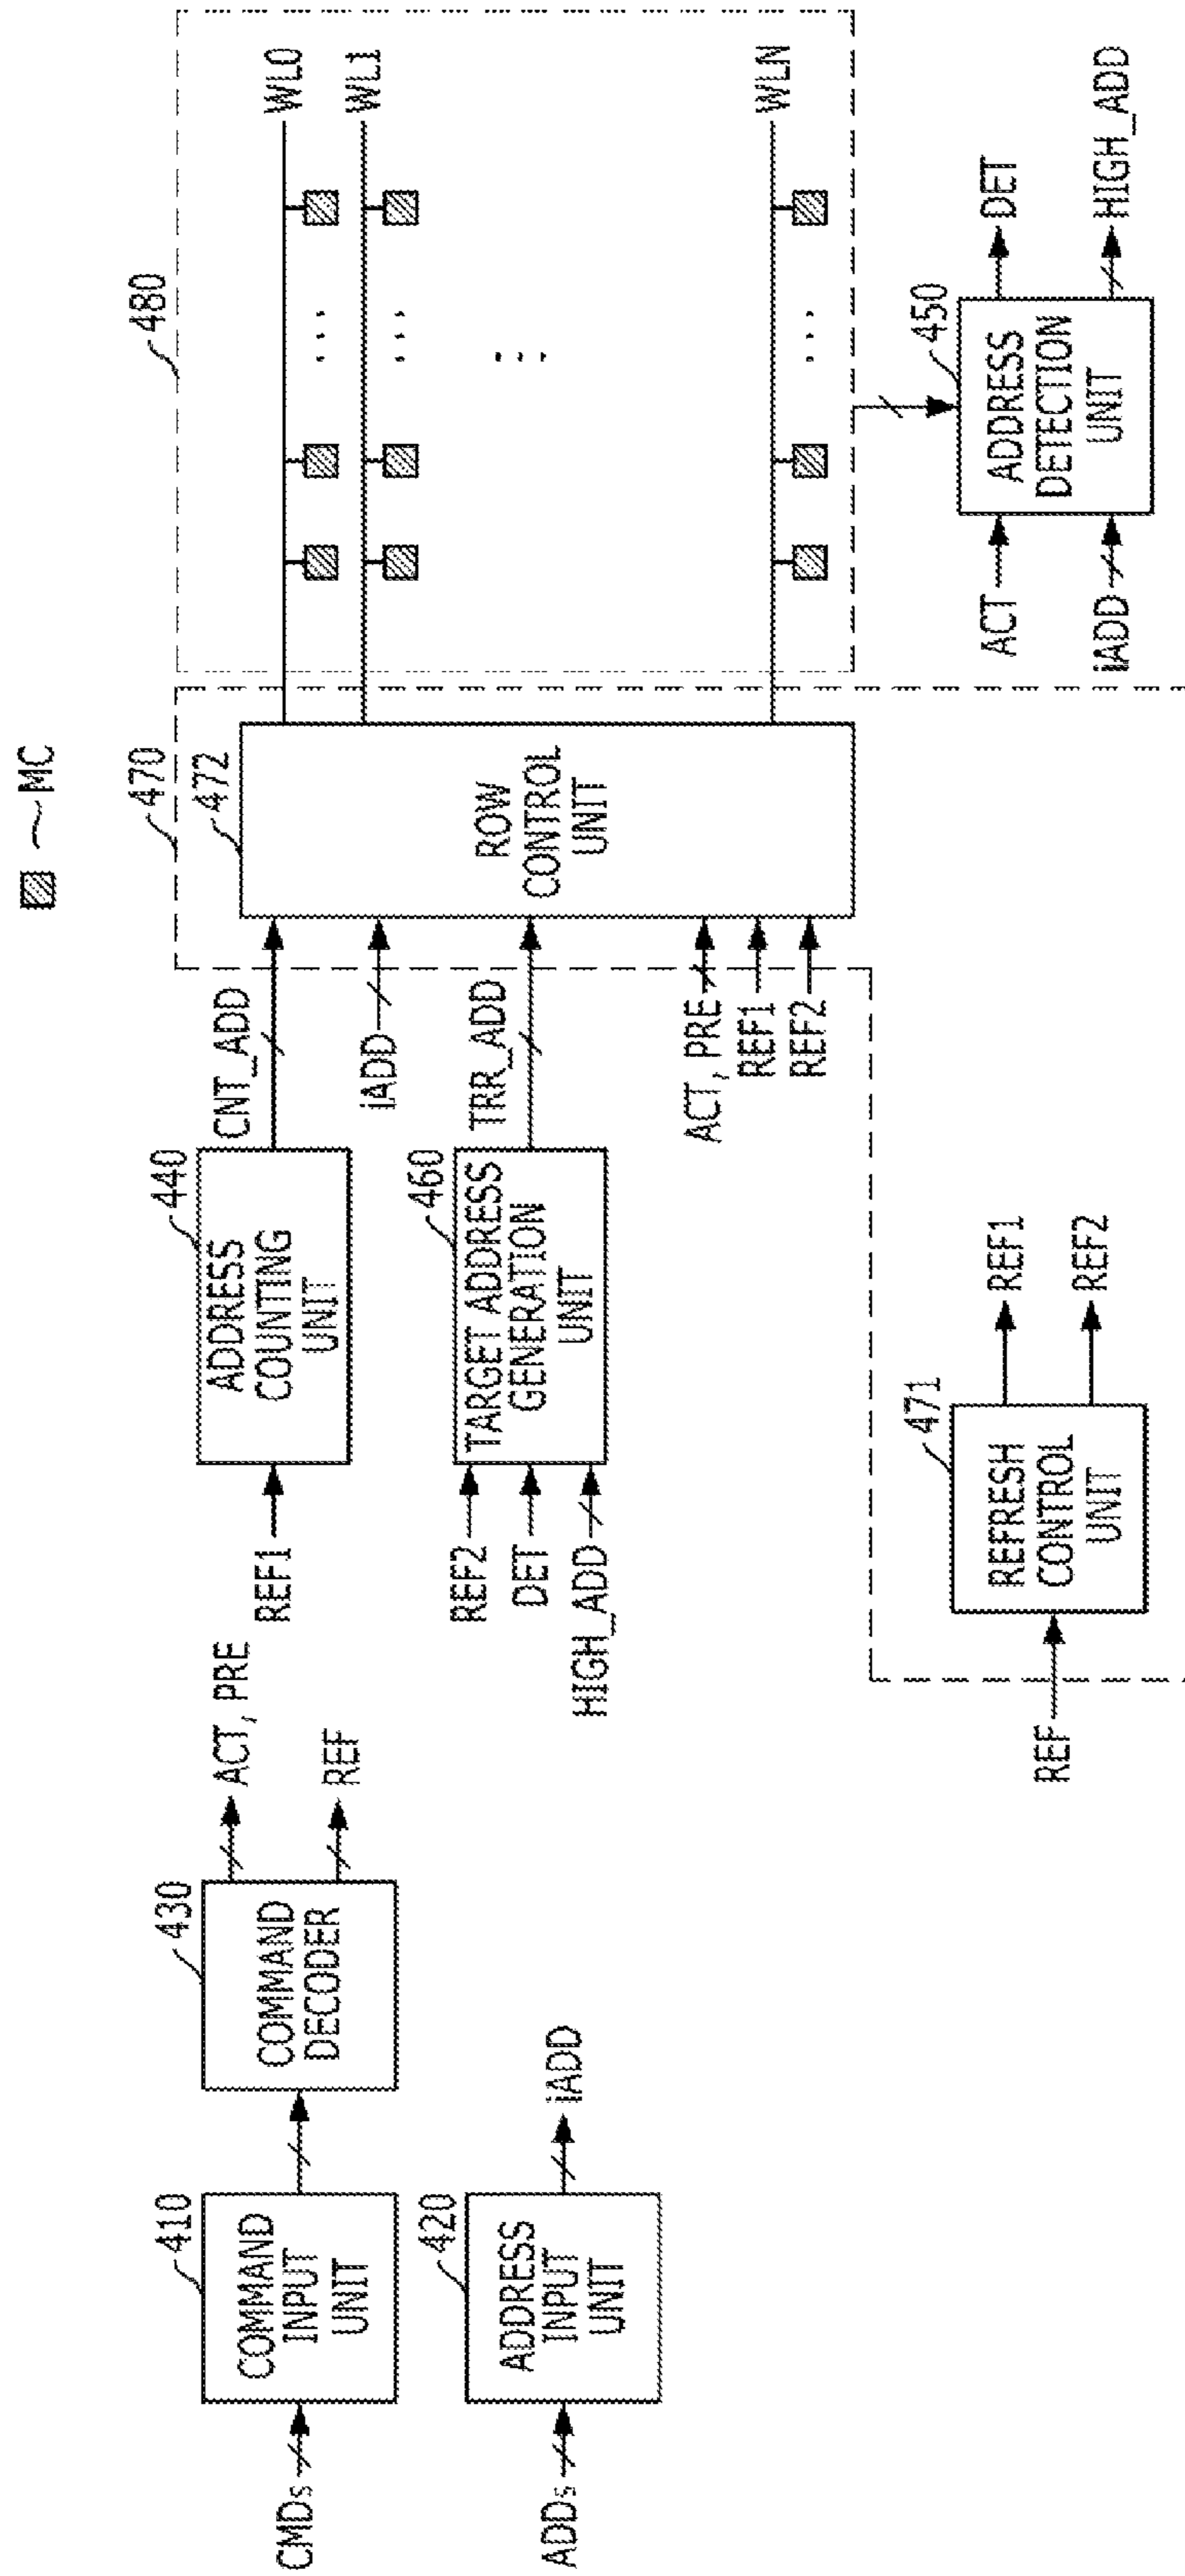 MC
CMDs
410
COMMAND
INPUT
UNIT
430
COMMAND
DECODER
ACT, PRE
REF
ADDs
420
ADDRESS
INPUT
UNIT
iADD
REF1
440
ADDRESS
COUNTING
UNIT
CNT_ADD
iADD
REF2
DET
HIGH_ADD
460
TARGET ADDRESS
GENERATION
UNIT
TRR_ADD
ACT, PRE
REF1
REF2
470
472
ROW
CONTROL
UNIT
480
WL0
WL1
WLN
REF
471
REFRESH
CONTROL
UNIT
REF1
REF2
ACT
iADD
450
ADDRESS
DETECTION
UNIT
DET
HIGH_ADD